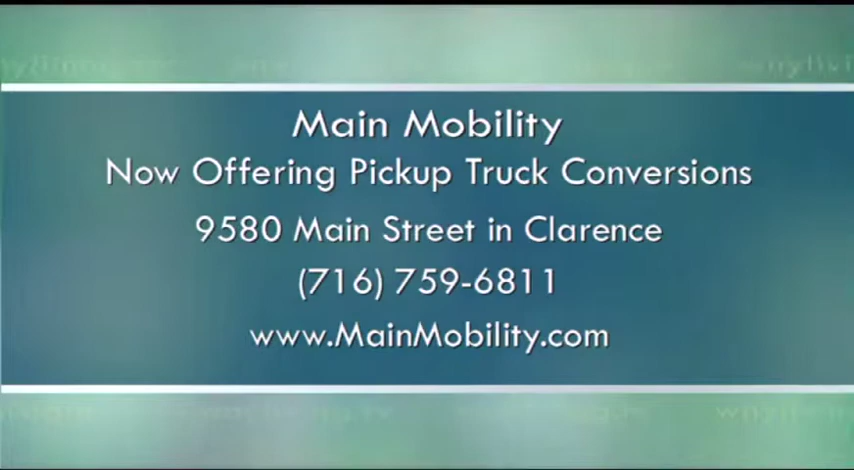 Main Mobility
Now Offering Pickup Truck Conversions
9580 Main Street in Clarence
(716) 759-6811
www.MainMobility.com